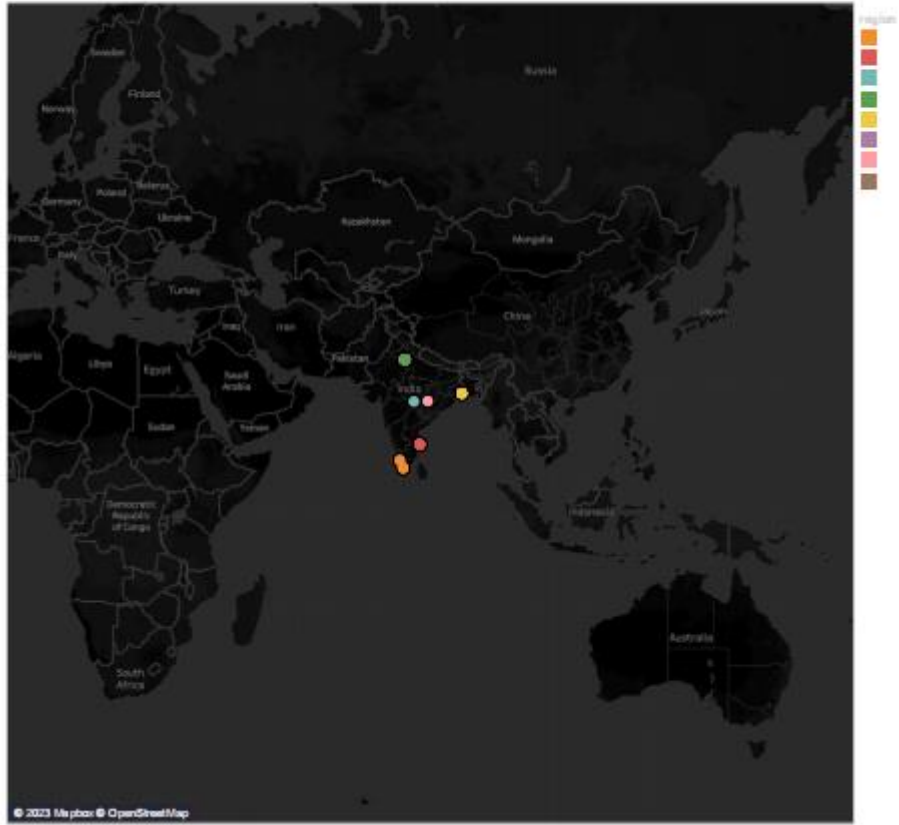 region
Sweden
Russia
Finland
Norway
Poland
Belarus
Germany
Ukraine
Kazakhstan
France
Mongolia
Italy
Turkey
China
Japan
Iraq
Iran
Algeria
Libya
Egypt
Pakistan
Saudi
Arabia
India
Sudan
Yemen
Democratic
Republic
of Congo
Indonesia
Australia
South
Africa
© 2023 Mapbox © OpenStreetMap